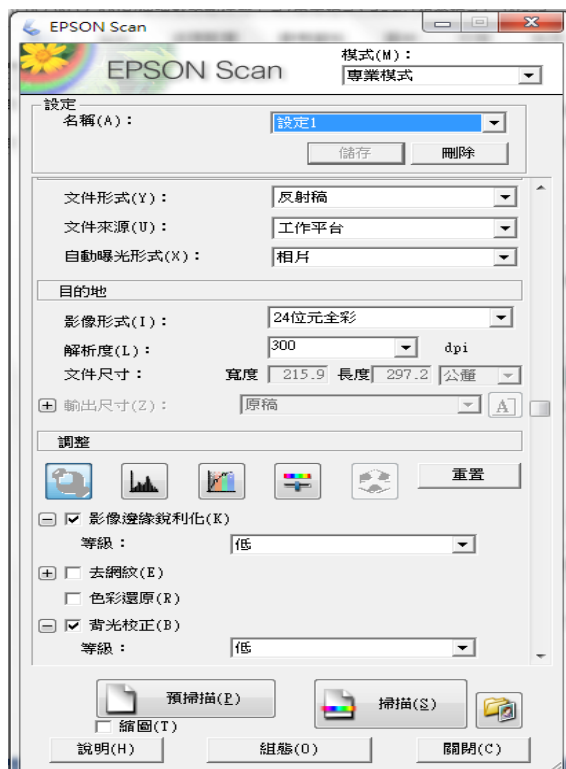 EPSON Scan
EPSON Scan
模式(M)：
專業模式
設定
名稱(A)：
設定1
儲存
刪除
文件形式(Y)：
反射稿
文件來源(U)：
工作平台
自動曝光形式(X)：
相片
目的地
影像形式(I)：
24位元全彩
解析度(L)：
300
dpi
文件尺寸：
寬度 215.9 長度 297.2 公釐
輸出尺寸(Z)：
原稿
A
調整
重置
影像邊緣銳利化(K)
等級：
低
去網紋(E)
色彩還原(R)
背光校正(B)
等級：
低
預掃描(P)
掃描(S)
縮圖(T)
說明(H)
組態(O)
關閉(C)